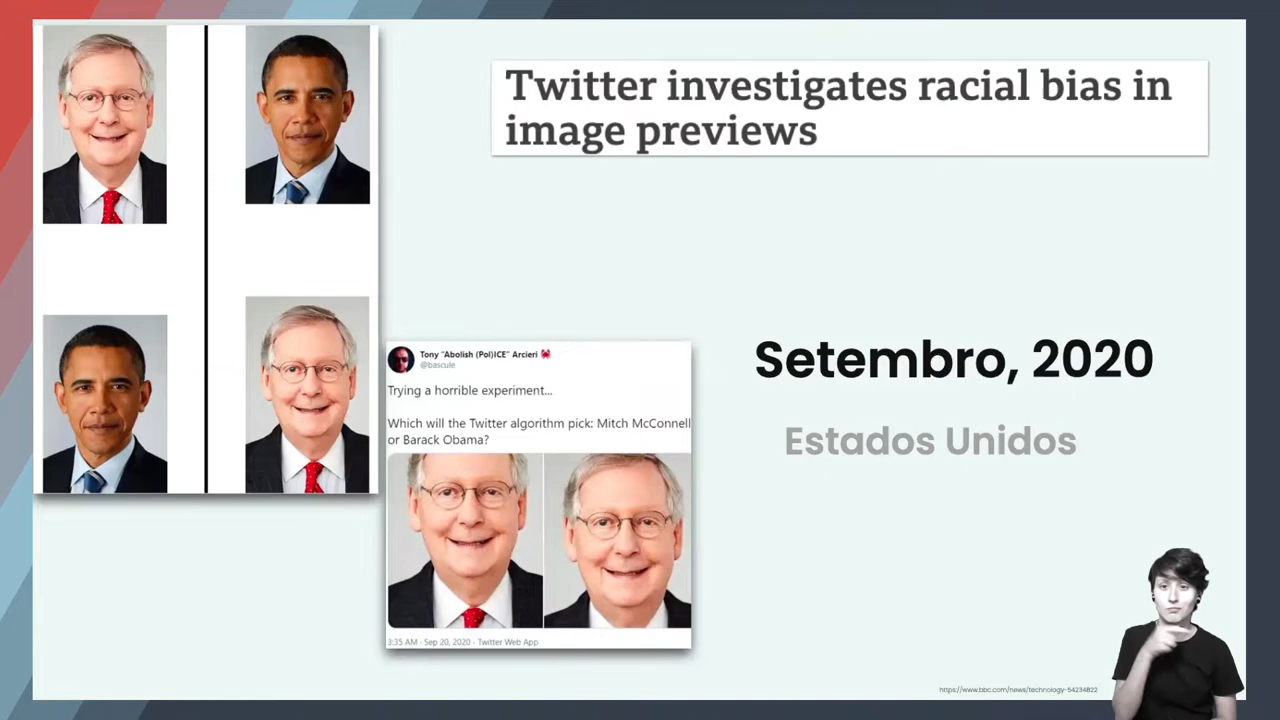 Twitter investigates racial bias in
image previews
Tony "Abolish (Pol)ICE" Arcieri
@bascule
Trying a horrible experiment...
Which will the Twitter algorithm pick: Mitch McConnell
or Barack Obama?
3:35 AM · Sep 20, 2020 · Twitter Web App
Setembro, 2020
Estados Unidos
https://www.bbc.com/news/technology-54234822